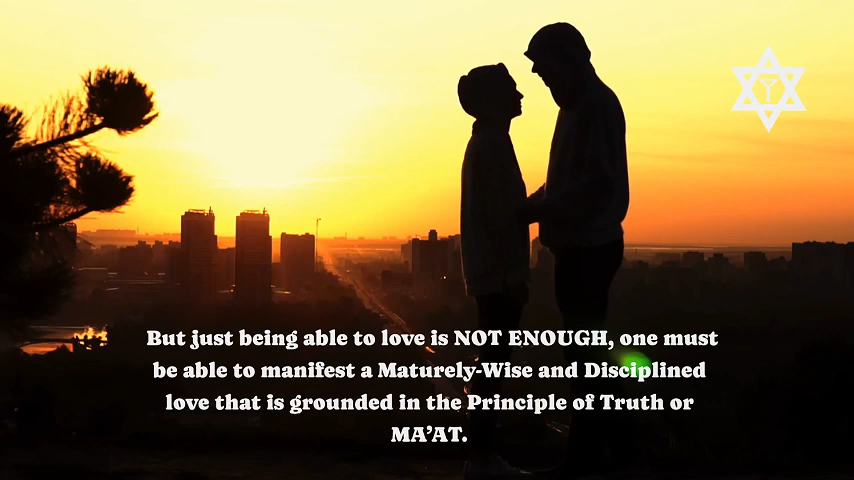 But just being able to love is NOT ENOUGH, one must
be able to manifest a Maturely-Wise and Disciplined
love that is grounded in the Principle of Truth or
MA’AT.